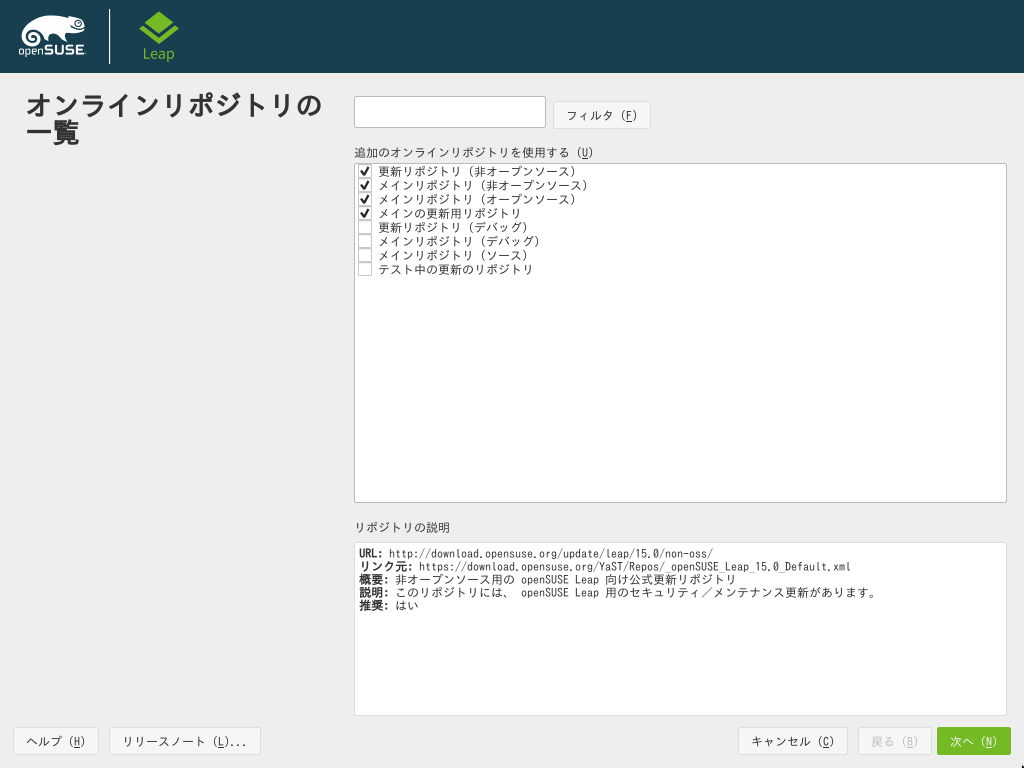 openSUSE
Leap
オンラインリポジトリの
一覧
フィルタ (F)
追加のオンラインリポジトリを使用する (U)
更新リポジトリ (非オープンソース)
メインリポジトリ (非オープンソース)
メインリポジトリ (オープンソース)
メインの更新用リポジトリ
更新リポジトリ (デバッグ)
メインリポジトリ (デバッグ)
メインリポジトリ (ソース)
テスト中の更新のリポジトリ
リポジトリの説明
URL: http://download.opensuse.org/update/leap/15.0/non-oss/
リンク元: https://download.opensuse.org/YaST/Repos/_openSUSE_Leap_15.0_Default.xml
概要: 非オープンソース用の openSUSE Leap 向け公式更新リポジトリ
説明: このリポジトリには、 openSUSE Leap 用のセキュリティ／メンテナンス更新があります。
推奨: はい
ヘルプ (H)
リリースノート (L)...
キャンセル (C)
戻る (B)
次へ (N)